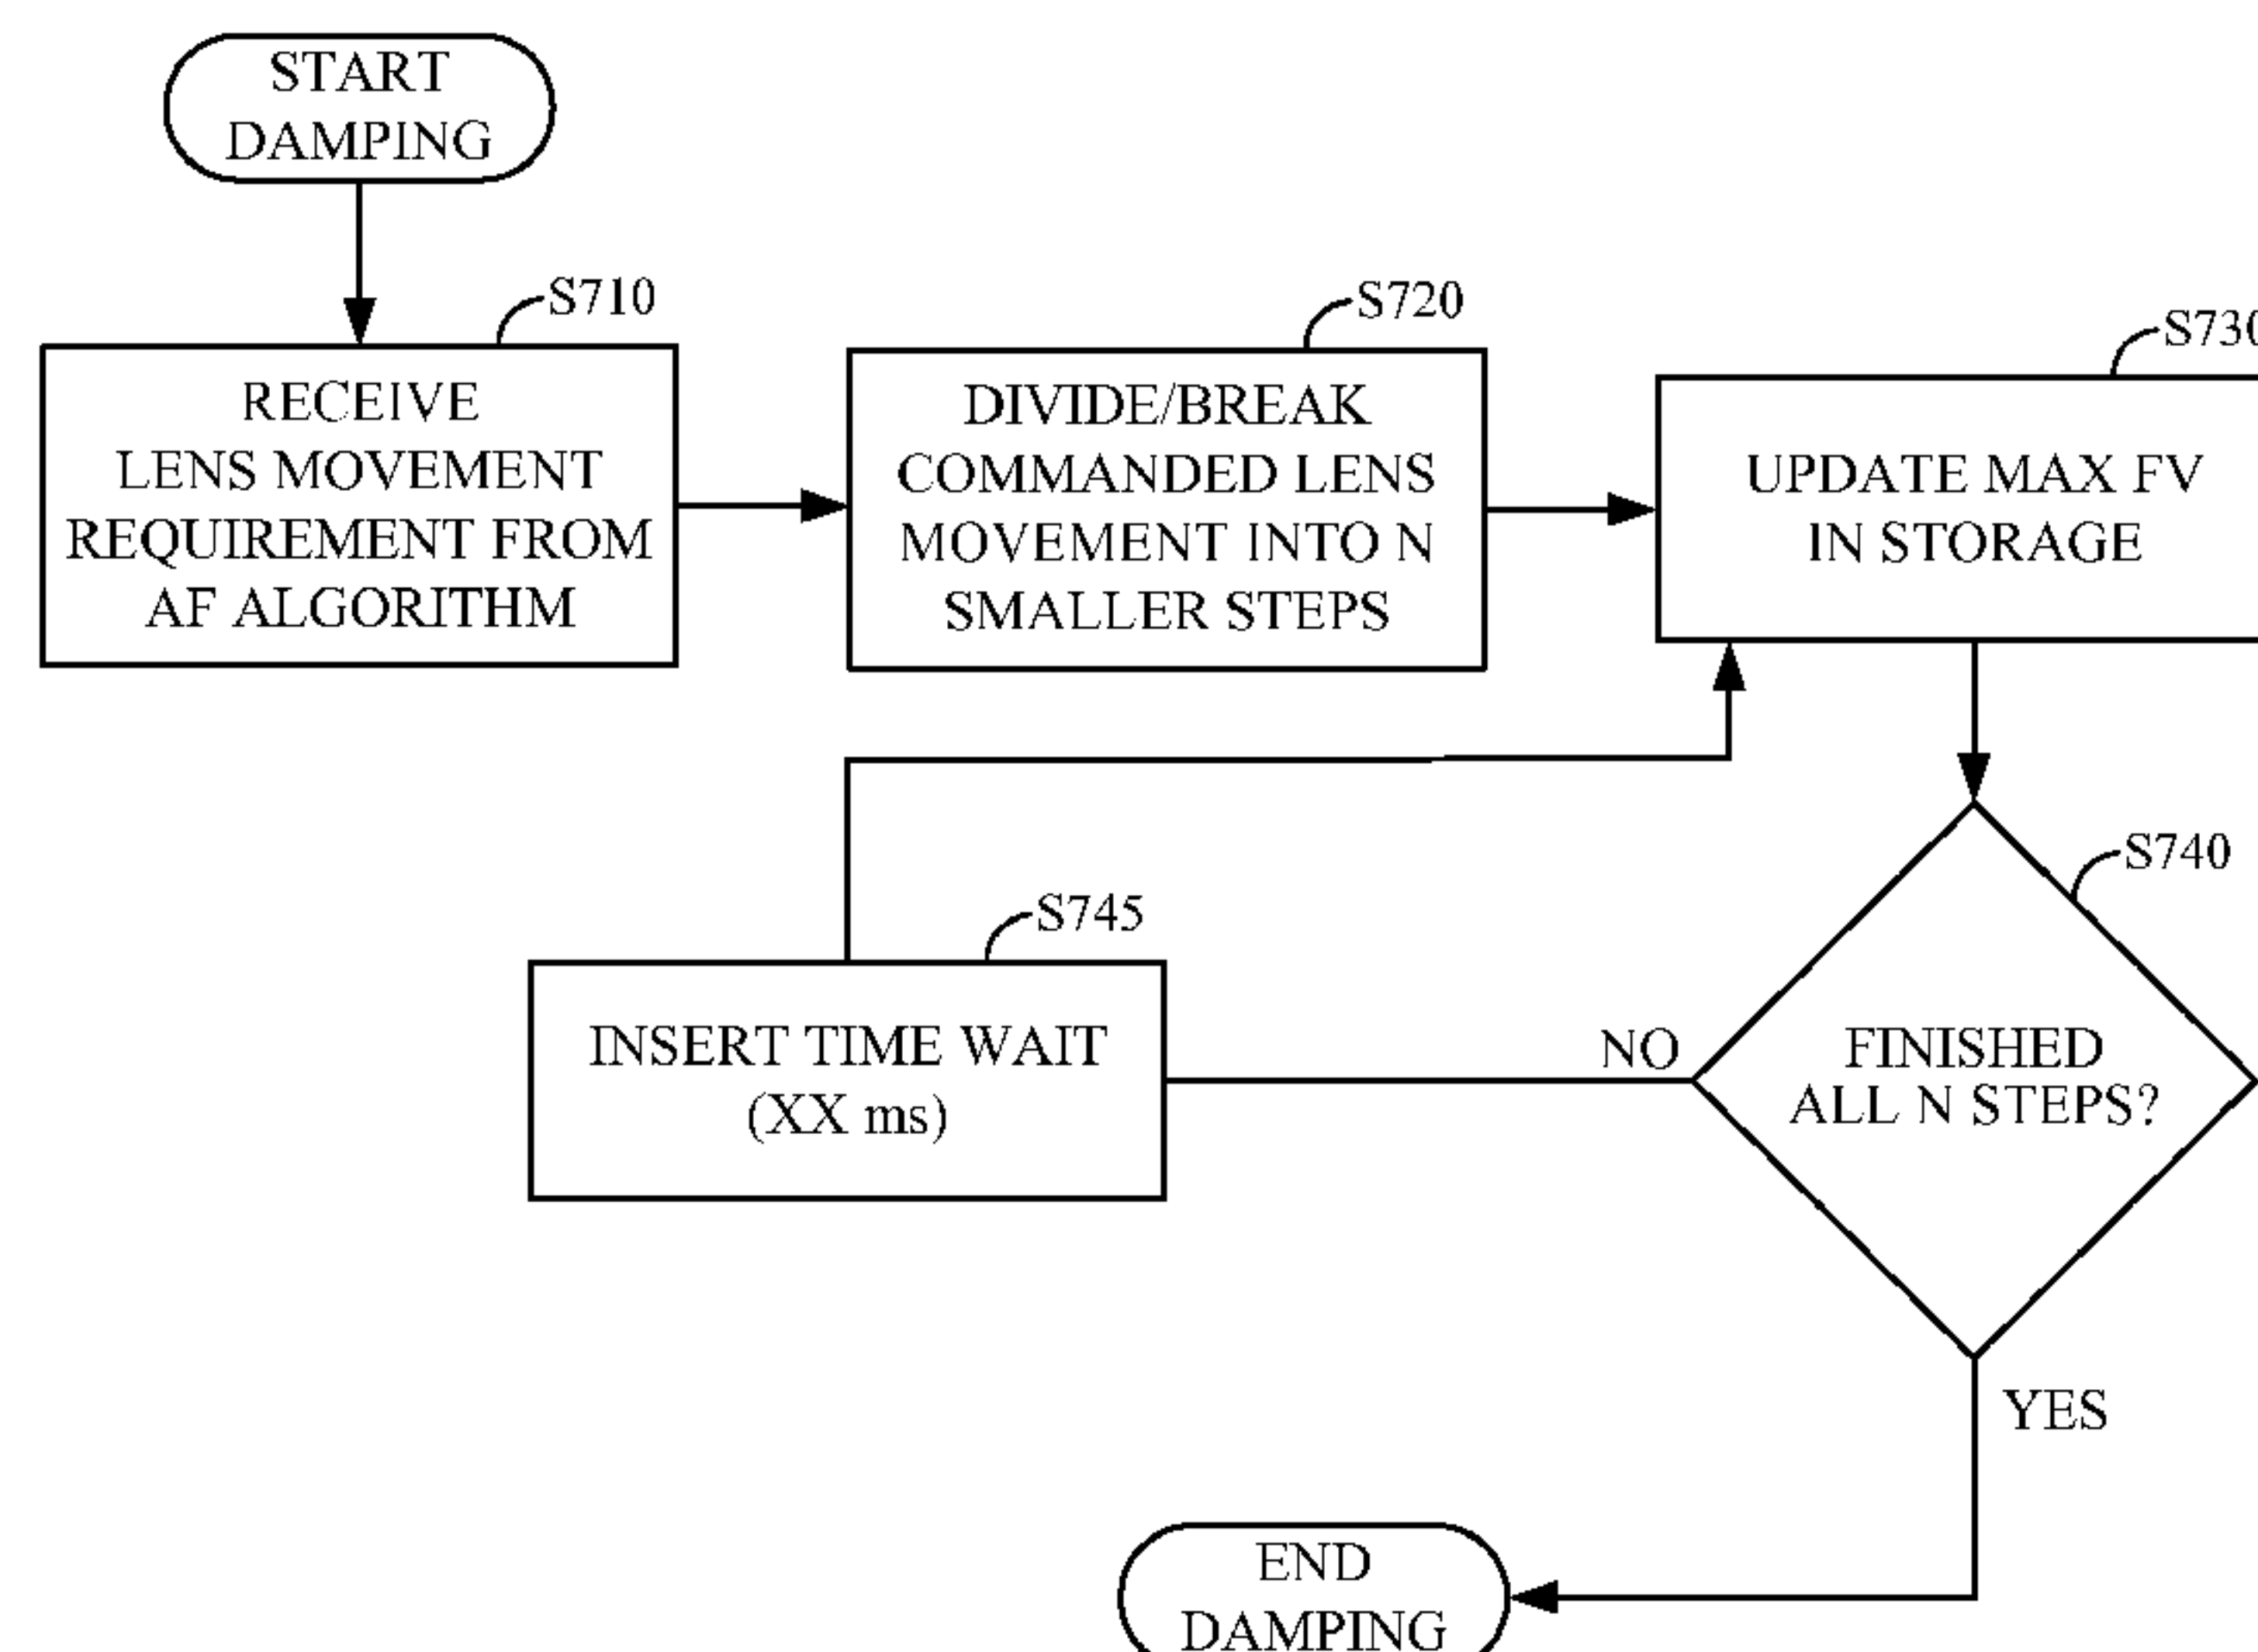 START
DAMPING
S710
RECEIVE
LENS MOVEMENT
REQUIREMENT FROM
AF ALGORITHM
S720
DIVIDE/BREAK
COMMANDED LENS
MOVEMENT INTO N
SMALLER STEPS
S730
UPDATE MAX FV
IN STORAGE
S740
FINISHED
ALL N STEPS?
NO
S745
INSERT TIME WAIT
(XX ms)
YES
END
DAMPING